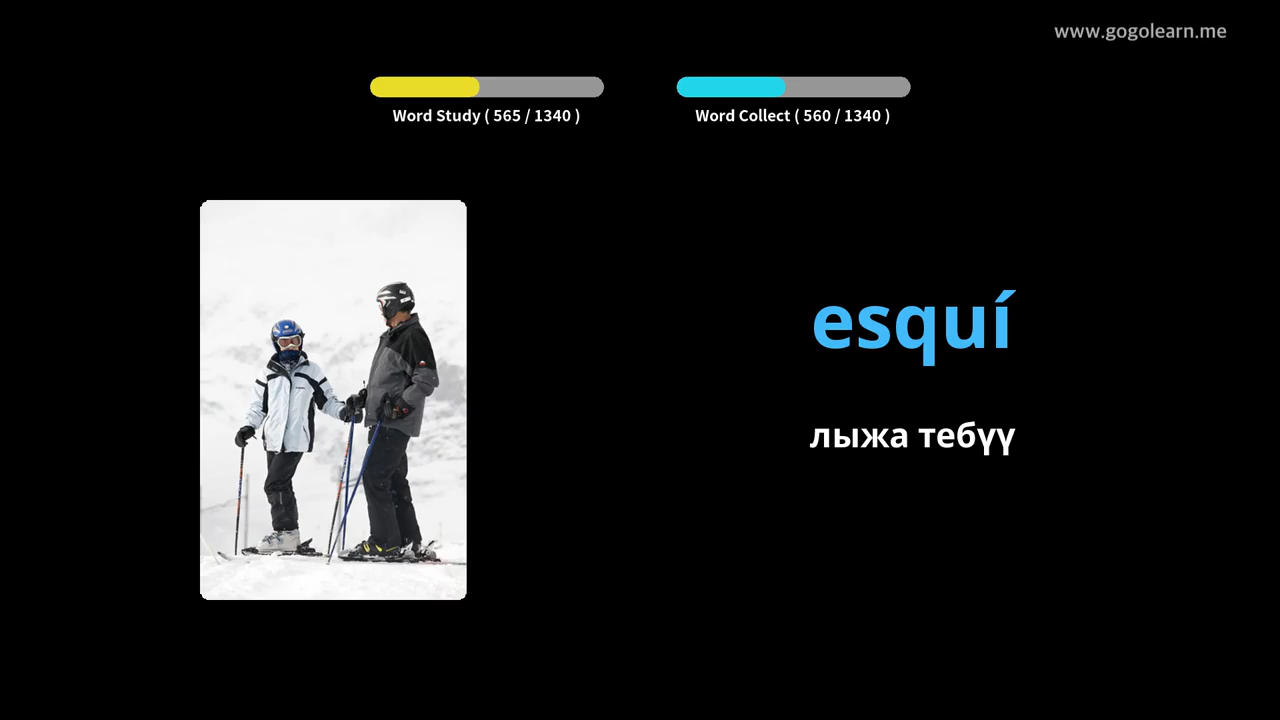 www.gogolearn.me
Word Study ( 565 / 1340 )
Word Collect ( 560 / 1340 )
esquí
лыжа тебүү